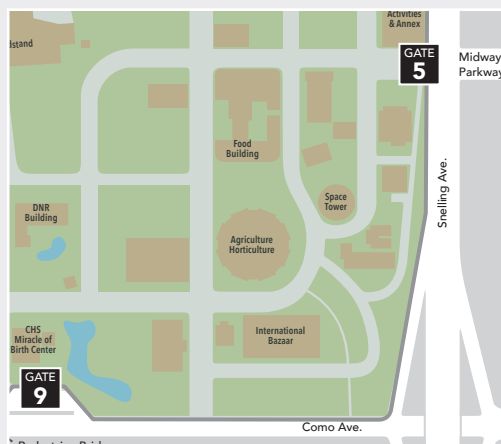 Activities
& Annex
dstand
GATE
5
Midway
Parkway
Food
Building
Snelling Ave.
DNR
Building
Space
Tower
Agriculture
Horticulture
CHS
Miracle of
Birth Center
International
Bazaar
GATE
9
Como Ave.